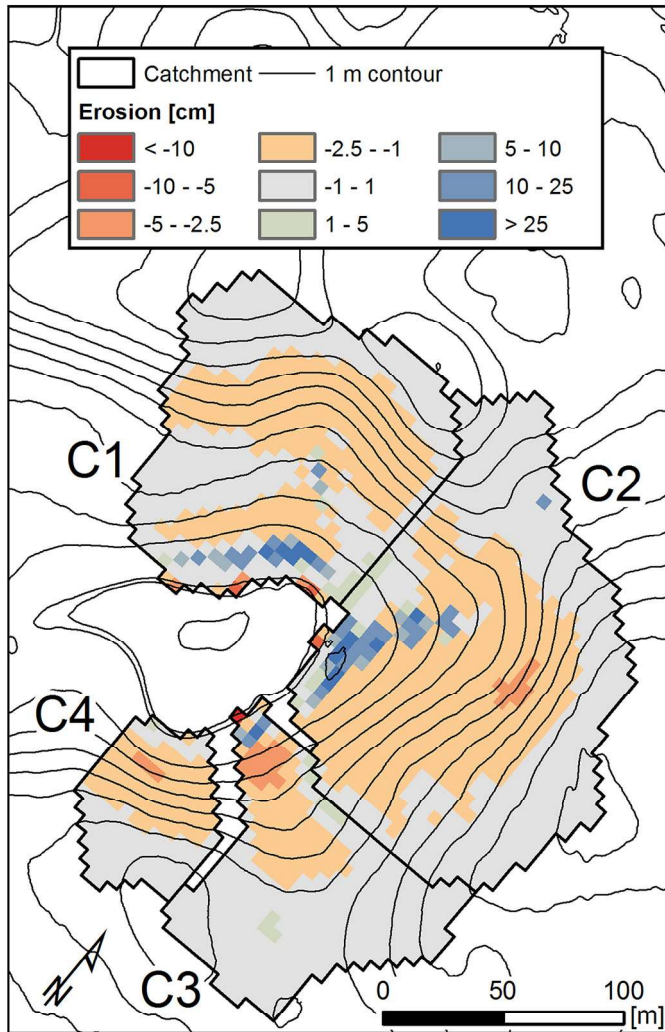 Catchment 1 m contour
Erosion [cm]
< -10 -2.5 - -1 5 - 10
-10 - -5 -1 - 1 10 - 25
-5 - -2.5 1 - 5 > 25
C1
C2
C4
C3
N
0 50 100
[m]